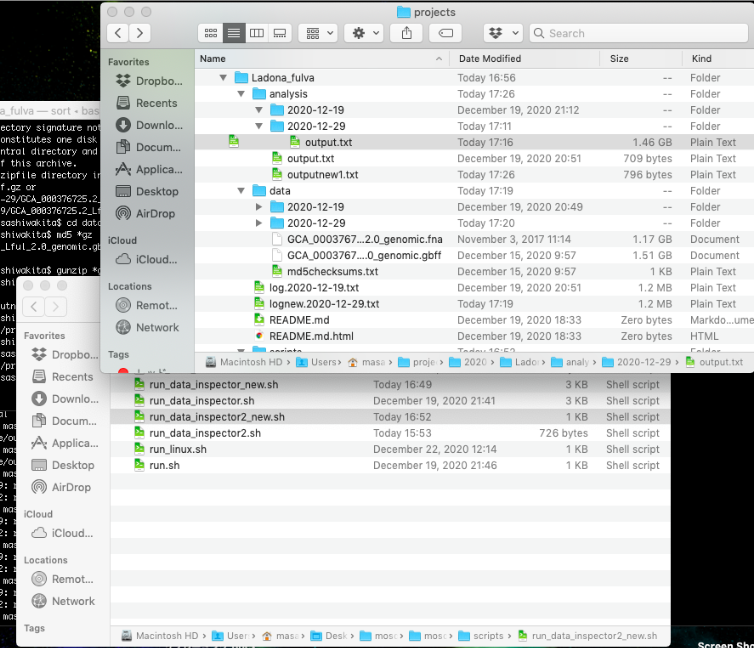 projects
Search
Favorites
Dropbo...
Recents
Downlo...
Docum...
Applica...
Desktop
AirDrop
iCloud
iCloud...
Locations
Remot...
Network
Tags
Name Date Modified Size Kind
Ladona_fulva Today 16:56 -- Folder
analysis Today 17:26 -- Folder
2020-12-19 December 19, 2020 21:12 -- Folder
2020-12-29 Today 17:11 -- Folder
output.txt Today 17:16 1.46 GB Plain Text
output.txt December 19, 2020 20:51 709 bytes Plain Text
outputnew1.txt Today 17:26 796 bytes Plain Text
data Today 17:19 -- Folder
2020-12-19 December 19, 2020 20:49 -- Folder
2020-12-29 Today 17:20 -- Folder
GCA_0003767...2.0_genomic.fna November 3, 2017 11:14 1.17 GB Document
GCA_0003767....0_genomic.gbff December 15, 2020 9:57 1.51 GB Document
md5checksums.txt December 15, 2020 9:57 1 KB Plain Text
log.2020-12-19.txt December 19, 2020 20:51 1.2 MB Plain Text
lognew.2020-12-29.txt Today 17:19 1.2 MB Plain Text
README.md December 19, 2020 18:33 Zero bytes Markdo...ume
README.md.html December 19, 2020 18:33 Zero bytes HTML
Macintosh HD › Users › masa › proje › 2020 › Lado › analy › 2020-12-29 › output.txt
_fulva — sort • bas
ectory signature not
onstitutes one disk
ntral directory and
f this archive.
zipfile directory in
f.gz or
-29/GCA_000376725.2_
9/GCA_000376725.2_Lf
sashiwakita$ cd data
shiwakita$ md5 *gz
_Lful_2.0_genomic.gb
shiwakita$ gunzip *g
Favorites
Dropbo...
Recents
Downlo...
Docum...
Applica...
Desktop
AirDrop
iCloud
iCloud...
Locations
Remot...
Network
Tags
run_data_inspector_new.sh Today 16:49 3 KB Shell script
run_data_inspector.sh December 19, 2020 21:41 3 KB Shell script
run_data_inspector2_new.sh Today 16:52 1 KB Shell script
run_data_inspector2.sh Today 15:53 726 bytes Shell script
run_linux.sh December 22, 2020 12:14 1 KB Shell script
run.sh December 19, 2020 21:46 1 KB Shell script
Macintosh HD › User › masa › Desk › mosc › mosc › scripts › run_data_inspector2_new.sh
Screen Sho